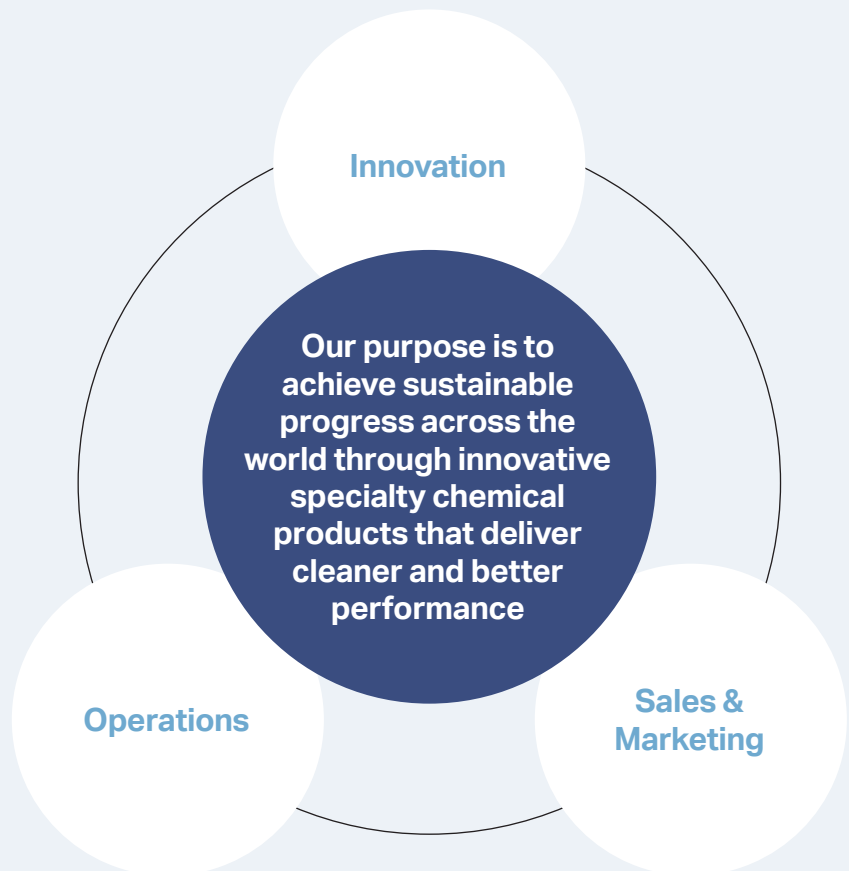 Innovation
Our purpose is to
achieve sustainable
progress across the
world through innovative
specialty chemical
products that deliver
cleaner and better
performance
Operations
Sales &
Marketing